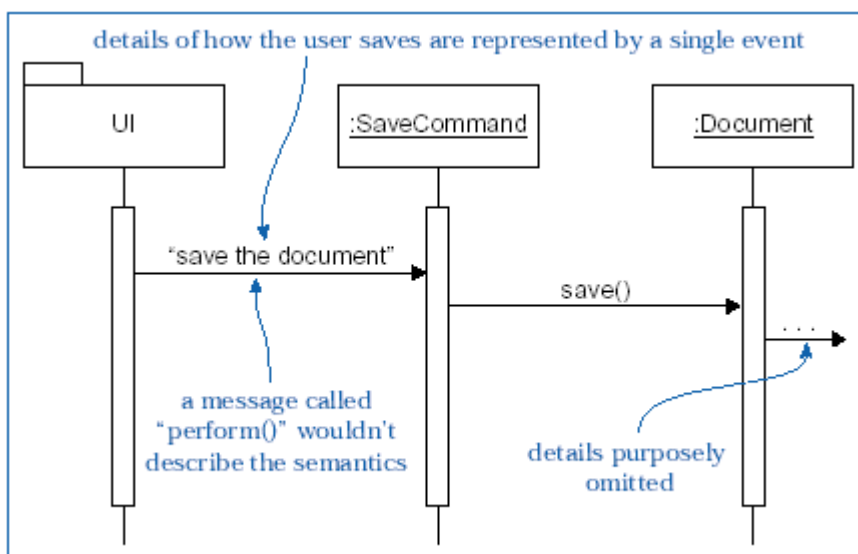 details of how the user saves are represented by a single event
UI
:SaveCommand
:Document
“save the document”
save()
. . .
a message called
“perform()” wouldn’t
describe the semantics
details purposely
omitted